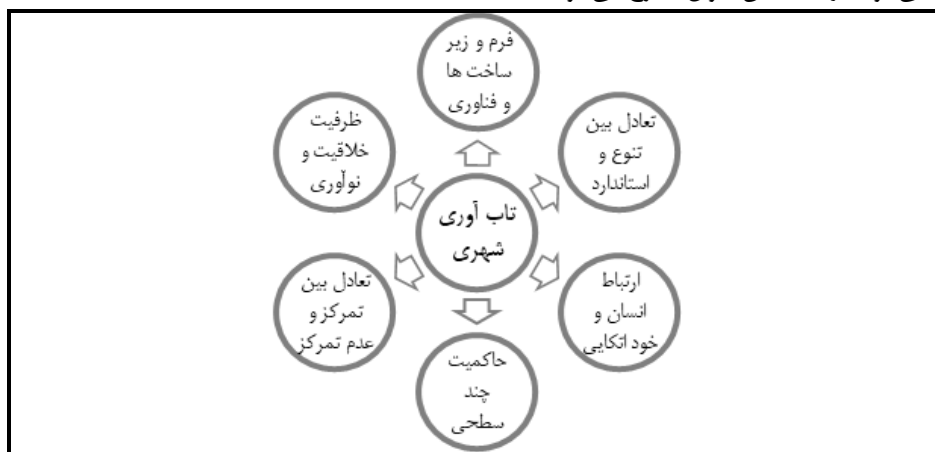 فرم و زیر
ساخت ها
و فناوری
تعادل بین
تنوع و
استاندارد
ظرفیت
خلاقیت و
نوآوری
تاب آوری
شهری
ارتباط
انسان و
خود اتکایی
تعادل بین
تمرکز و
عدم تمرکز
حاکمیت
چند
سطحی